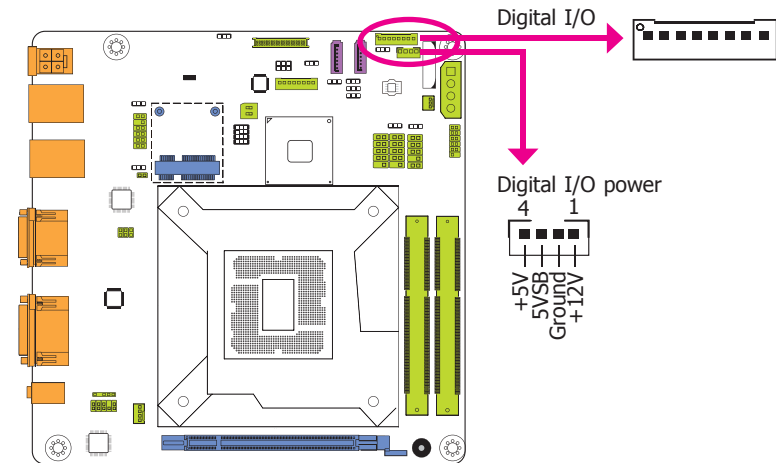 Digital I/O
Digital I/O power
4 1
+5V
5VSB
Ground
+12V